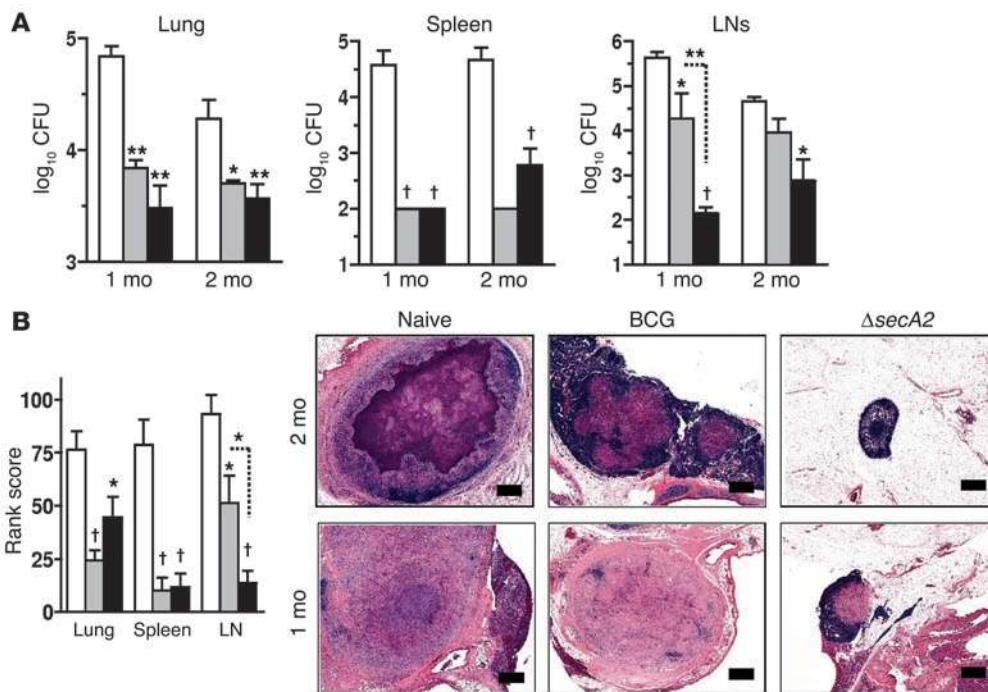 A
Lung
log10 CFU
5
4
3
**
**
*
**
1 mo
2 mo
Spleen
log10 CFU
5
4
3
2
1
†
†
†
1 mo
2 mo
LNs
log10 CFU
6
5
4
3
2
1
*
**
†
*
1 mo
2 mo
B
Rank score
100
75
50
25
0
†
*
†
†
*
*
†
Lung
Spleen
LN
Naive
BCG
ΔsecA2
2 mo
1 mo